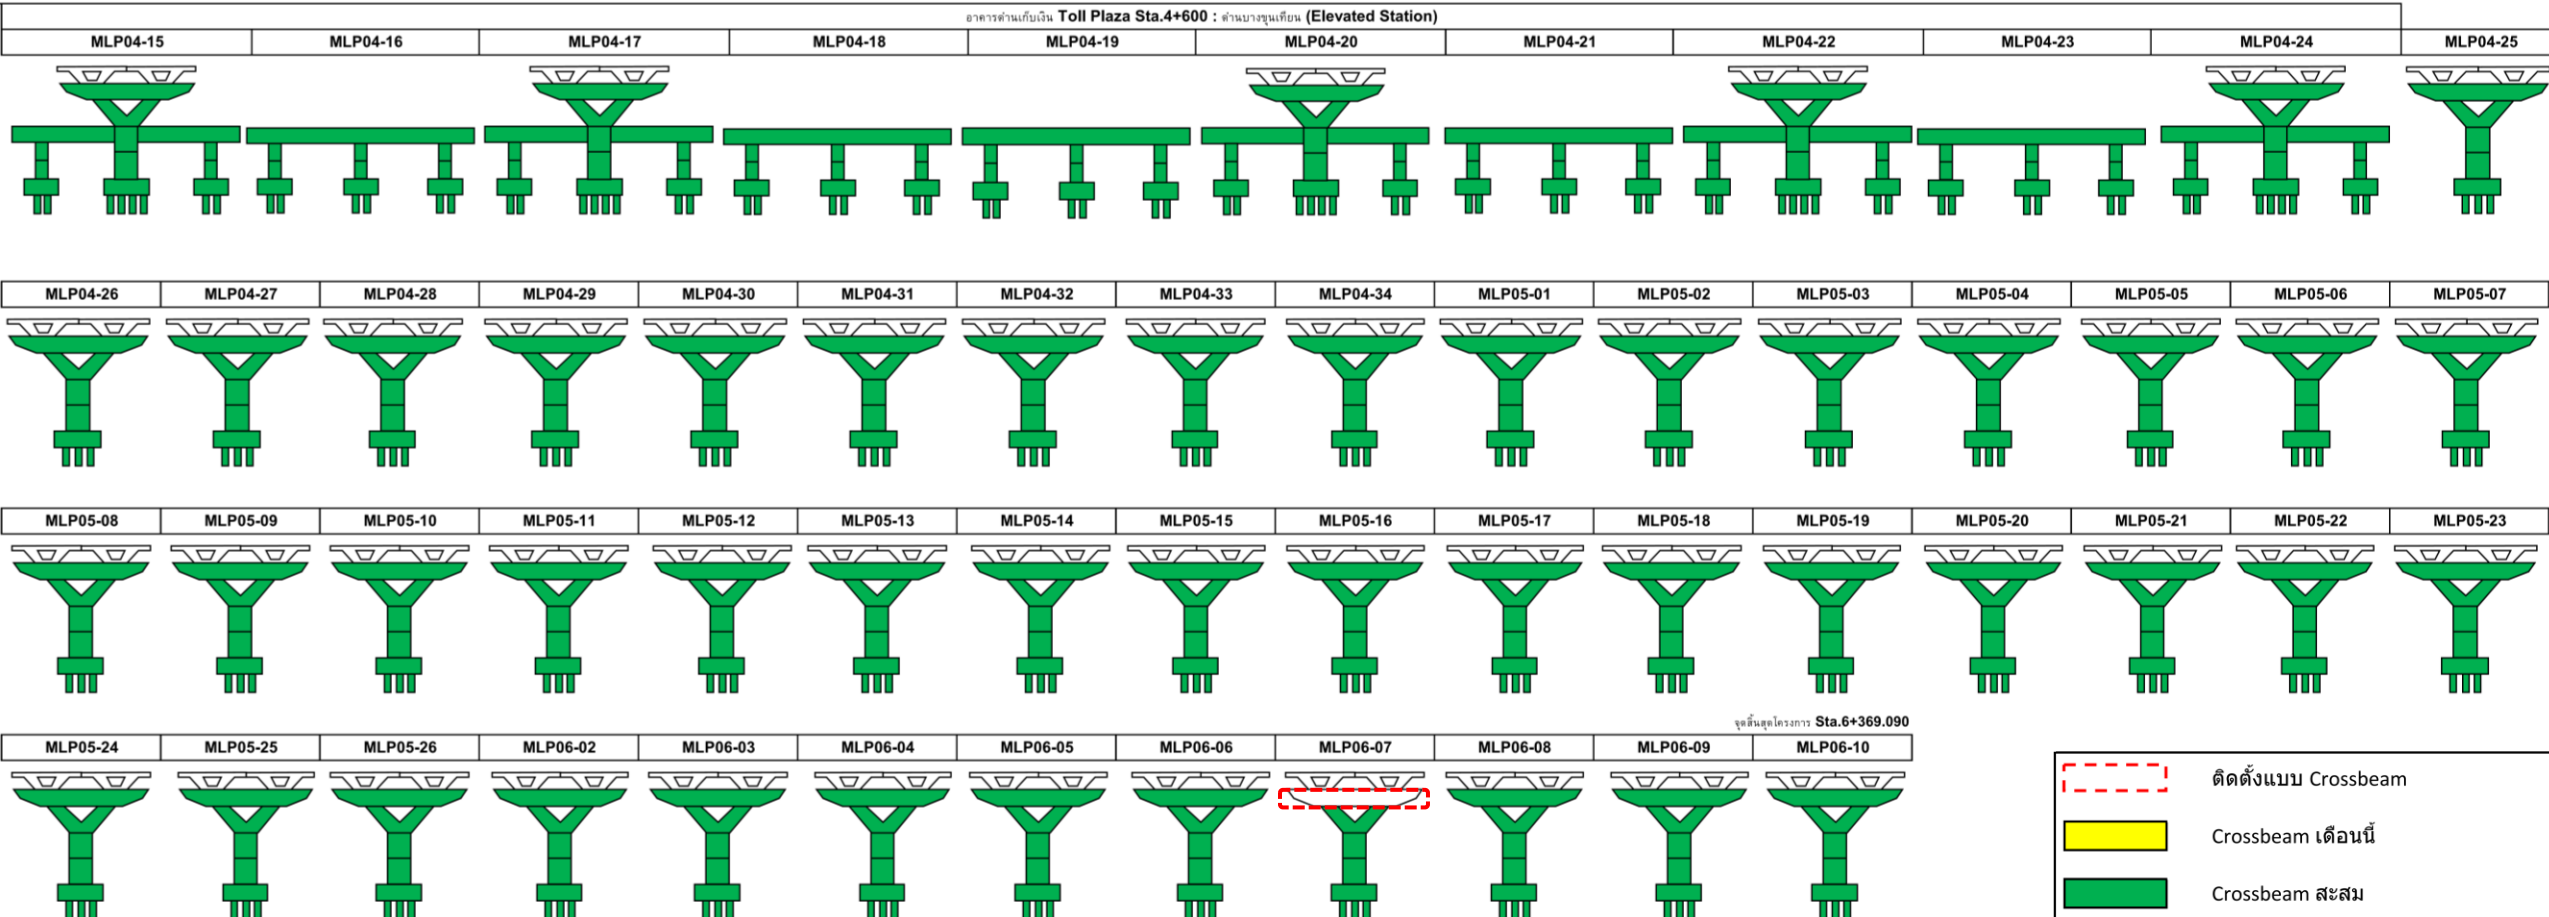 อาคารด่านเก็บเงิน Toll Plaza Sta.4+600 : ด่านบางขุนเทียน (Elevated Station)
MLP04-15 MLP04-16 MLP04-17 MLP04-18 MLP04-19 MLP04-20 MLP04-21 MLP04-22 MLP04-23 MLP04-24 MLP04-25
MLP04-26 MLP04-27 MLP04-28 MLP04-29 MLP04-30 MLP04-31 MLP04-32 MLP04-33 MLP04-34 MLP05-01 MLP05-02 MLP05-03 MLP05-04 MLP05-05 MLP05-06 MLP05-07
MLP05-08 MLP05-09 MLP05-10 MLP05-11 MLP05-12 MLP05-13 MLP05-14 MLP05-15 MLP05-16 MLP05-17 MLP05-18 MLP05-19 MLP05-20 MLP05-21 MLP05-22 MLP05-23
จุดสิ้นสุดโครงการ Sta.6+369.090
MLP05-24 MLP05-25 MLP05-26 MLP06-02 MLP06-03 MLP06-04 MLP06-05 MLP06-06 MLP06-07 MLP06-08 MLP06-09 MLP06-10
ติดตั้งแบบ Crossbeam
Crossbeam เดือนนี้
Crossbeam สะสม